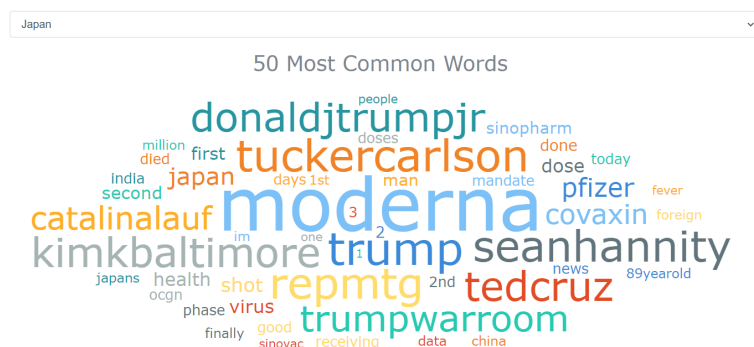 Japan
50 Most Common Words
people
donaldjtrumpjr
sinopharm
doses
million
first
tuckercarlson
done
died
dose
today
india
japan
days
1st
man
mandate
pfizer
fever
second
moderna
catalinalauf
3
covaxin
foreign
im
one
2
kimkbaltimore
trump
1
seanhannity
news
89yearold
japans
health
shot
repmtg
2nd
tedcruz
ocgn
phase
virus
trumpwarroom
finally
good
sinovac
receiving
data
china